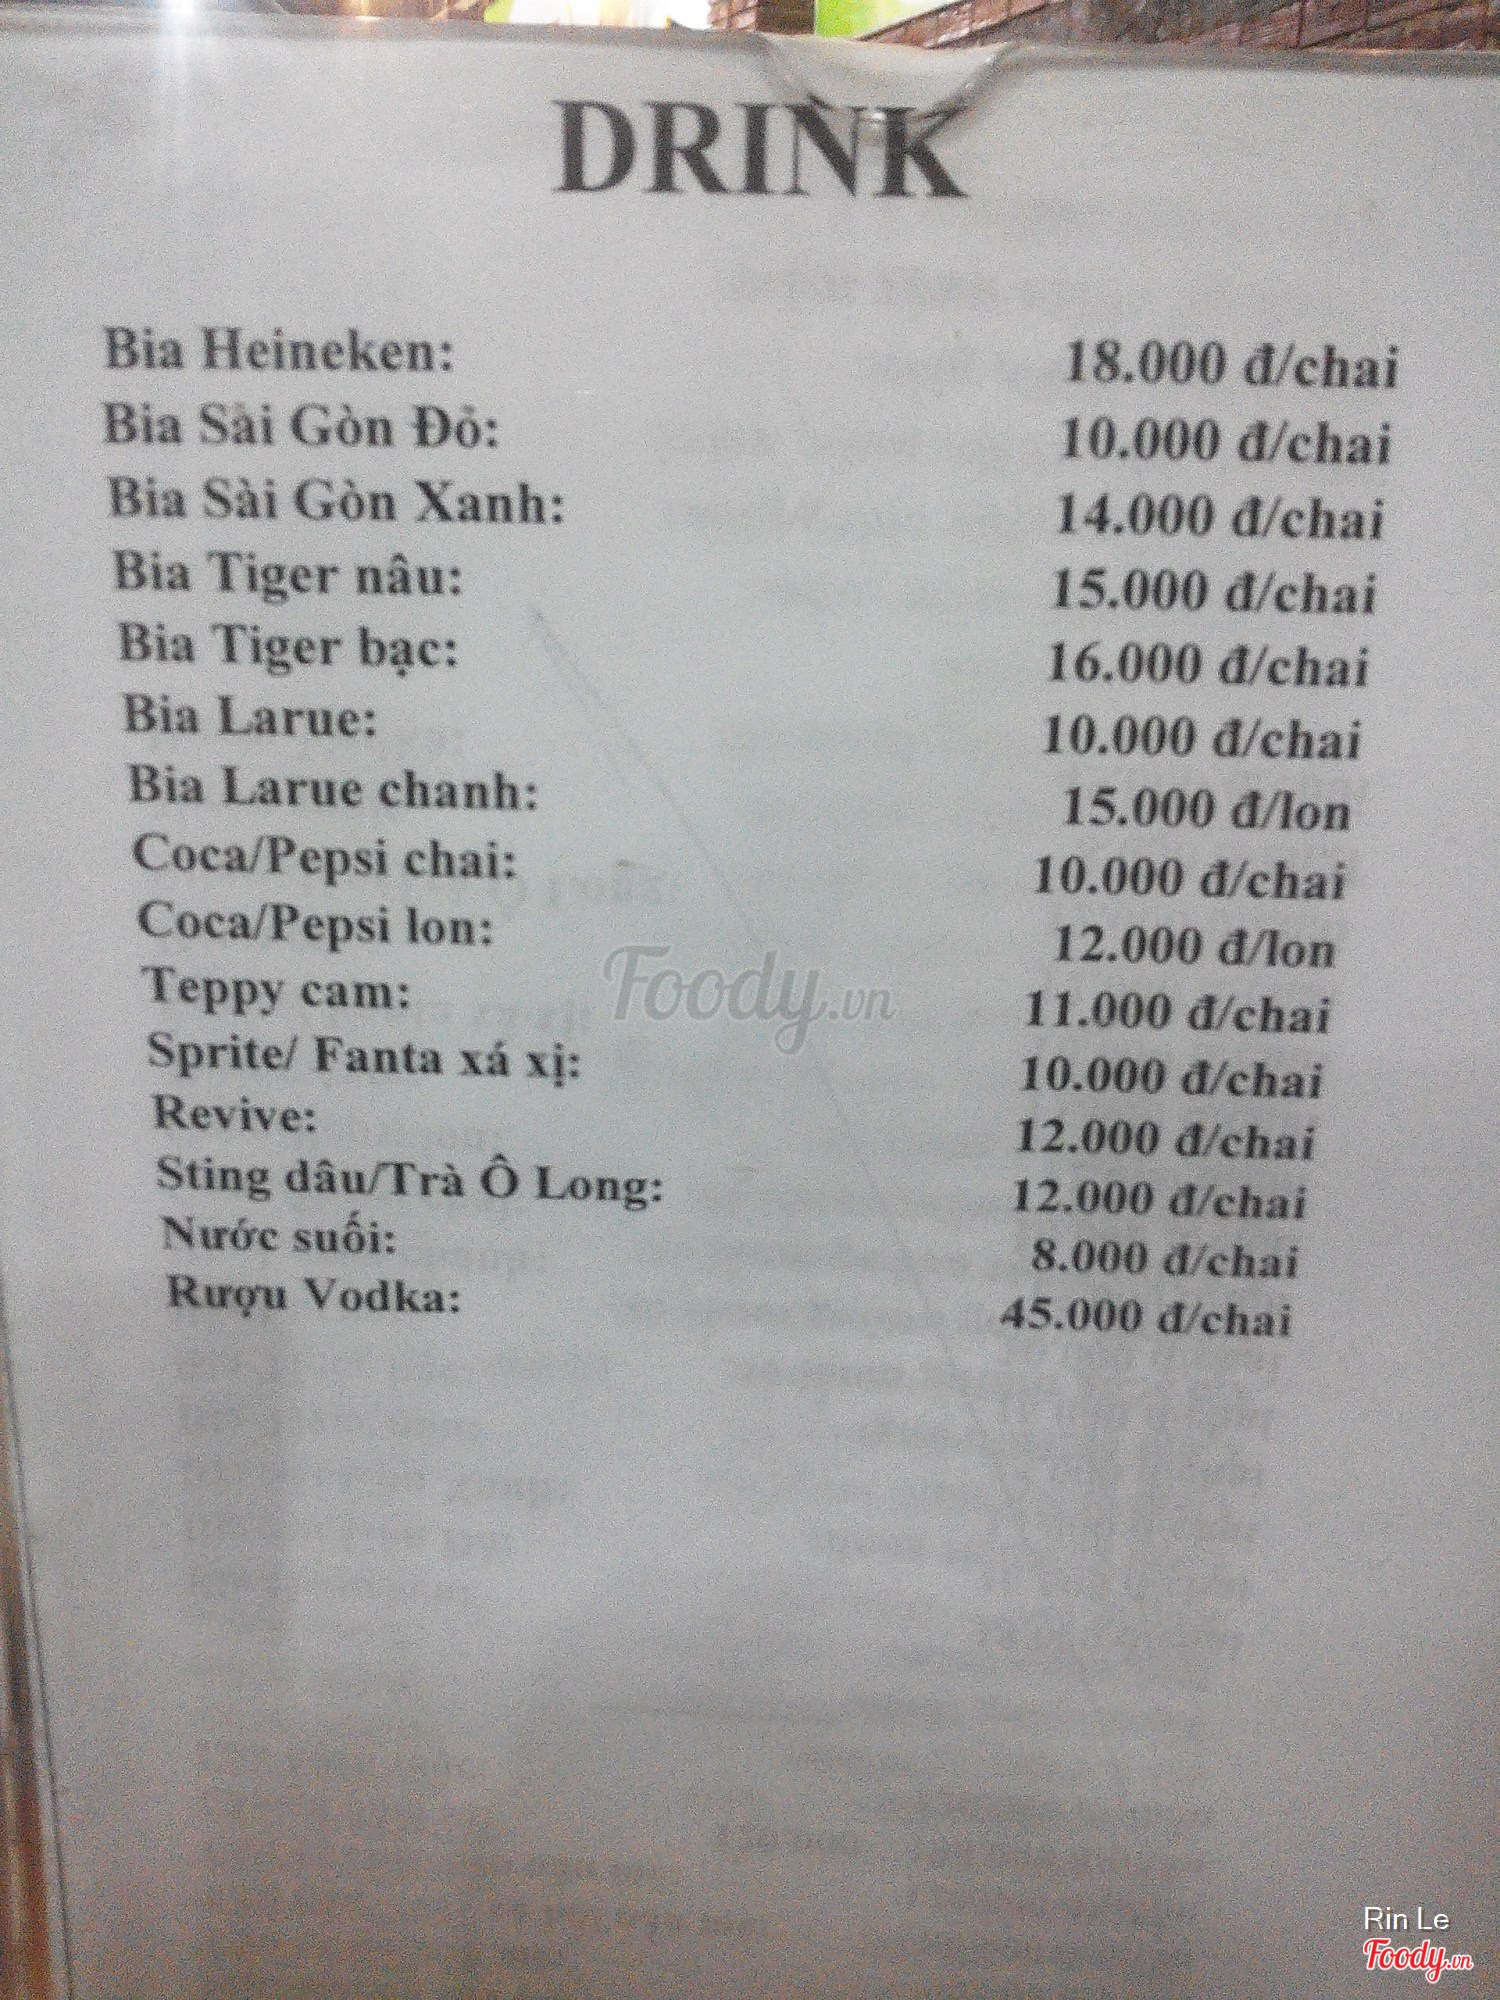 DRINK
Bia Heineken: 18.000 đ/chai
Bia Sài Gòn Đỏ: 10.000 đ/chai
Bia Sài Gòn Xanh: 14.000 đ/chai
Bia Tiger nâu: 15.000 đ/chai
Bia Tiger bạc: 16.000 đ/chai
Bia Larue: 10.000 đ/chai
Bia Larue chanh: 15.000 đ/lon
Coca/Pepsi chai: 10.000 đ/chai
Coca/Pepsi lon: 12.000 đ/lon
Teppy cam: 11.000 đ/chai
Sprite/ Fanta xá xị: 10.000 đ/chai
Revive: 12.000 đ/chai
Sting dâu/Trà Ô Long: 12.000 đ/chai
Nước suối: 8.000 đ/chai
Rượu Vodka: 45.000 đ/chai
Foody.vn
Rin Le
Foody.vn